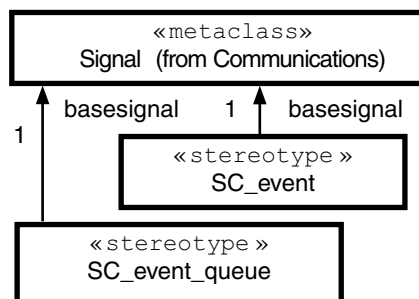 «metaclass»
Signal (from Communications)
basesignal 1 basesignal
1
«stereotype»
SC_event
«stereotype»
SC_event_queue